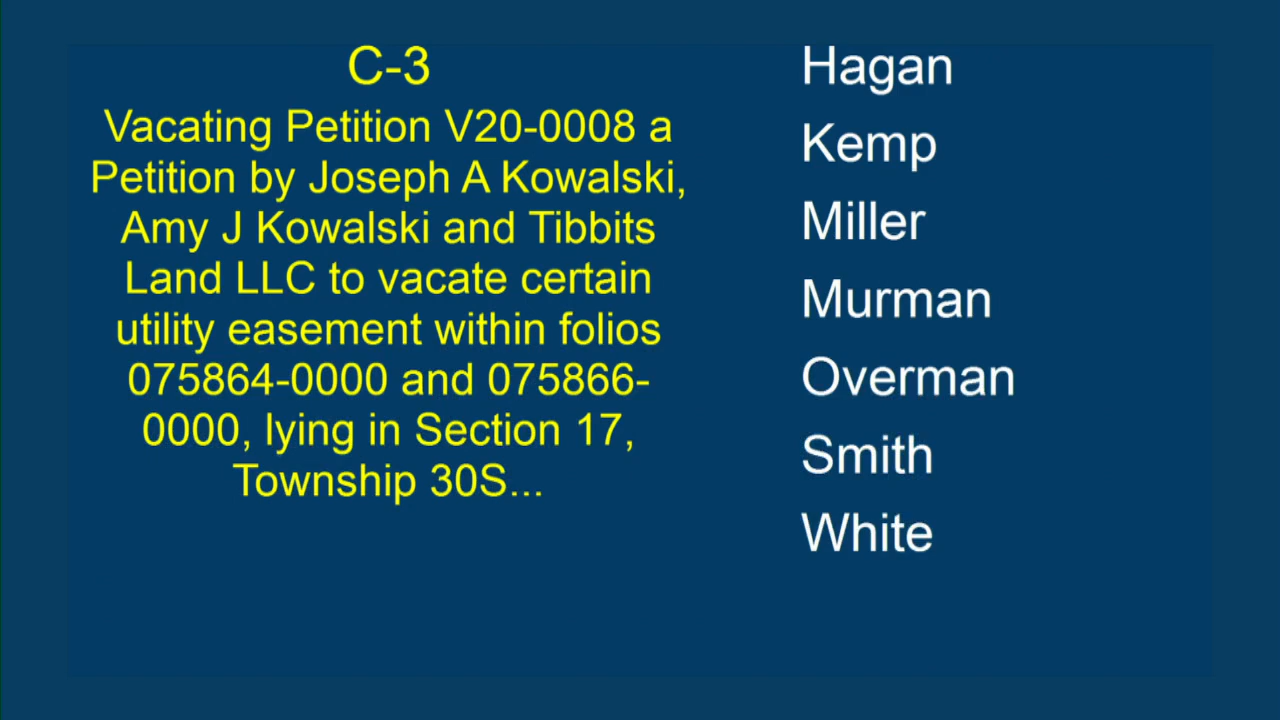 C-3
Vacating Petition V20-0008 a
Petition by Joseph A Kowalski,
Amy J Kowalski and Tibbits
Land LLC to vacate certain
utility easement within folios
075864-0000 and 075866-
0000, lying in Section 17,
Township 30S...
Hagan
Kemp
Miller
Murman
Overman
Smith
White